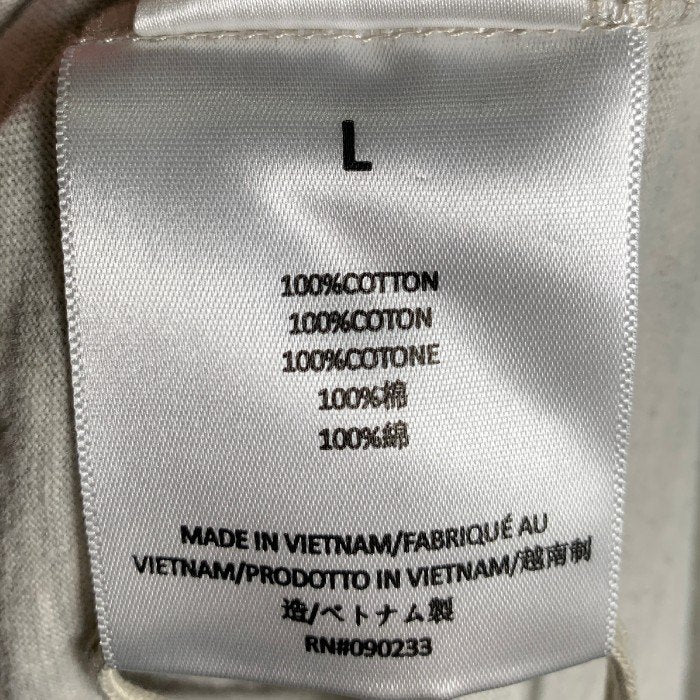 L
100%COTTON
100%COTON
100%COTONE
100%棉
100%綿
MADE IN VIETNAM/FABRIQUÉ AU
VIETNAM/PRODOTTO IN VIETNAM/越南制
造/ベトナム製
RN#090233